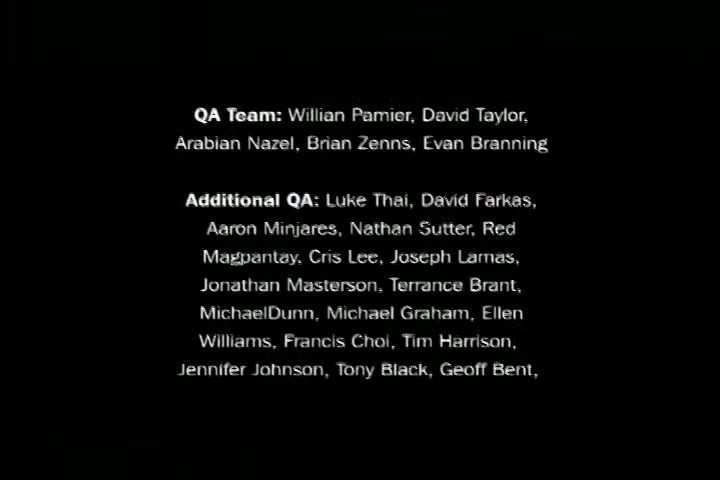 QA Team: Willian Pamier, David Taylor,
Arabian Nazel, Brian Zenns, Evan Branning
Additional QA: Luke Thai, David Farkas,
Aaron Minjares, Nathan Sutter, Red
Magpantay, Cris Lee, Joseph Lamas,
Jonathan Masterson, Terrance Brant,
MichaelDunn, Michael Graham, Ellen
Williams, Francis Choi, Tim Harrison,
Jennifer Johnson, Tony Black, Geoff Bent,